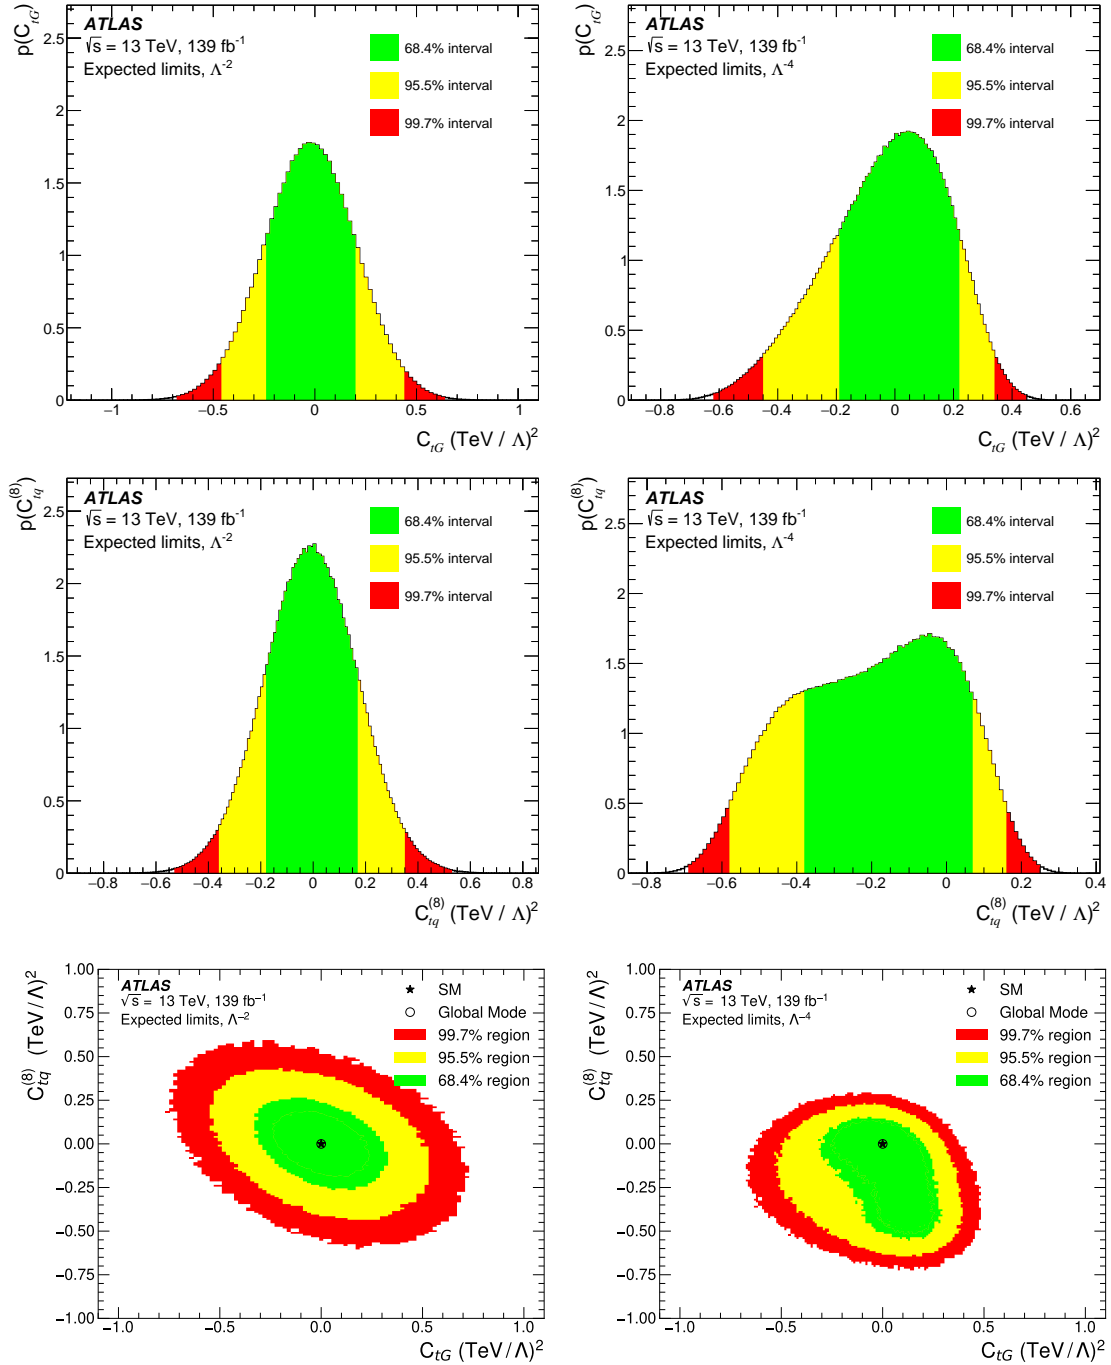 p(C_tG)
ATLAS
√s = 13 TeV, 139 fb⁻¹
Expected limits, Λ⁻²
68.4% interval
95.5% interval
99.7% interval
2.5
2
1.5
1
0.5
0
−1 −0.5 0 0.5 1
C_tG (TeV / Λ)²
p(C_tG)
ATLAS
√s = 13 TeV, 139 fb⁻¹
Expected limits, Λ⁻⁴
68.4% interval
95.5% interval
99.7% interval
2.5
2
1.5
1
0.5
0
−0.8 −0.6 −0.4 −0.2 0 0.2 0.4 0.6
C_tG (TeV / Λ)²
p(C_tq^(8))
ATLAS
√s = 13 TeV, 139 fb⁻¹
Expected limits, Λ⁻²
68.4% interval
95.5% interval
99.7% interval
2.5
2
1.5
1
0.5
0
−0.8 −0.6 −0.4 −0.2 0 0.2 0.4 0.6 0.8
C_tq^(8) (TeV / Λ)²
p(C_tq^(8))
ATLAS
√s = 13 TeV, 139 fb⁻¹
Expected limits, Λ⁻⁴
68.4% interval
95.5% interval
99.7% interval
2.5
2
1.5
1
0.5
0
−0.8 −0.6 −0.4 −0.2 0 0.2 0.4
C_tq^(8) (TeV / Λ)²
C_tq^(8) (TeV/Λ)²
ATLAS
√s = 13 TeV, 139 fb⁻¹
Expected limits, Λ⁻²
SM
Global Mode
99.7% region
95.5% region
68.4% region
1.00
0.75
0.50
0.25
0.00
−0.25
−0.50
−0.75
−1.00
−1.0 −0.5 0.0 0.5 1.0
C_tG (TeV/Λ)²
C_tq^(8) (TeV/Λ)²
ATLAS
√s = 13 TeV, 139 fb⁻¹
Expected limits, Λ⁻⁴
SM
Global Mode
99.7% region
95.5% region
68.4% region
1.00
0.75
0.50
0.25
0.00
−0.25
−0.50
−0.75
−1.00
−1.0 −0.5 0.0 0.5 1.0
C_tG (TeV/Λ)²